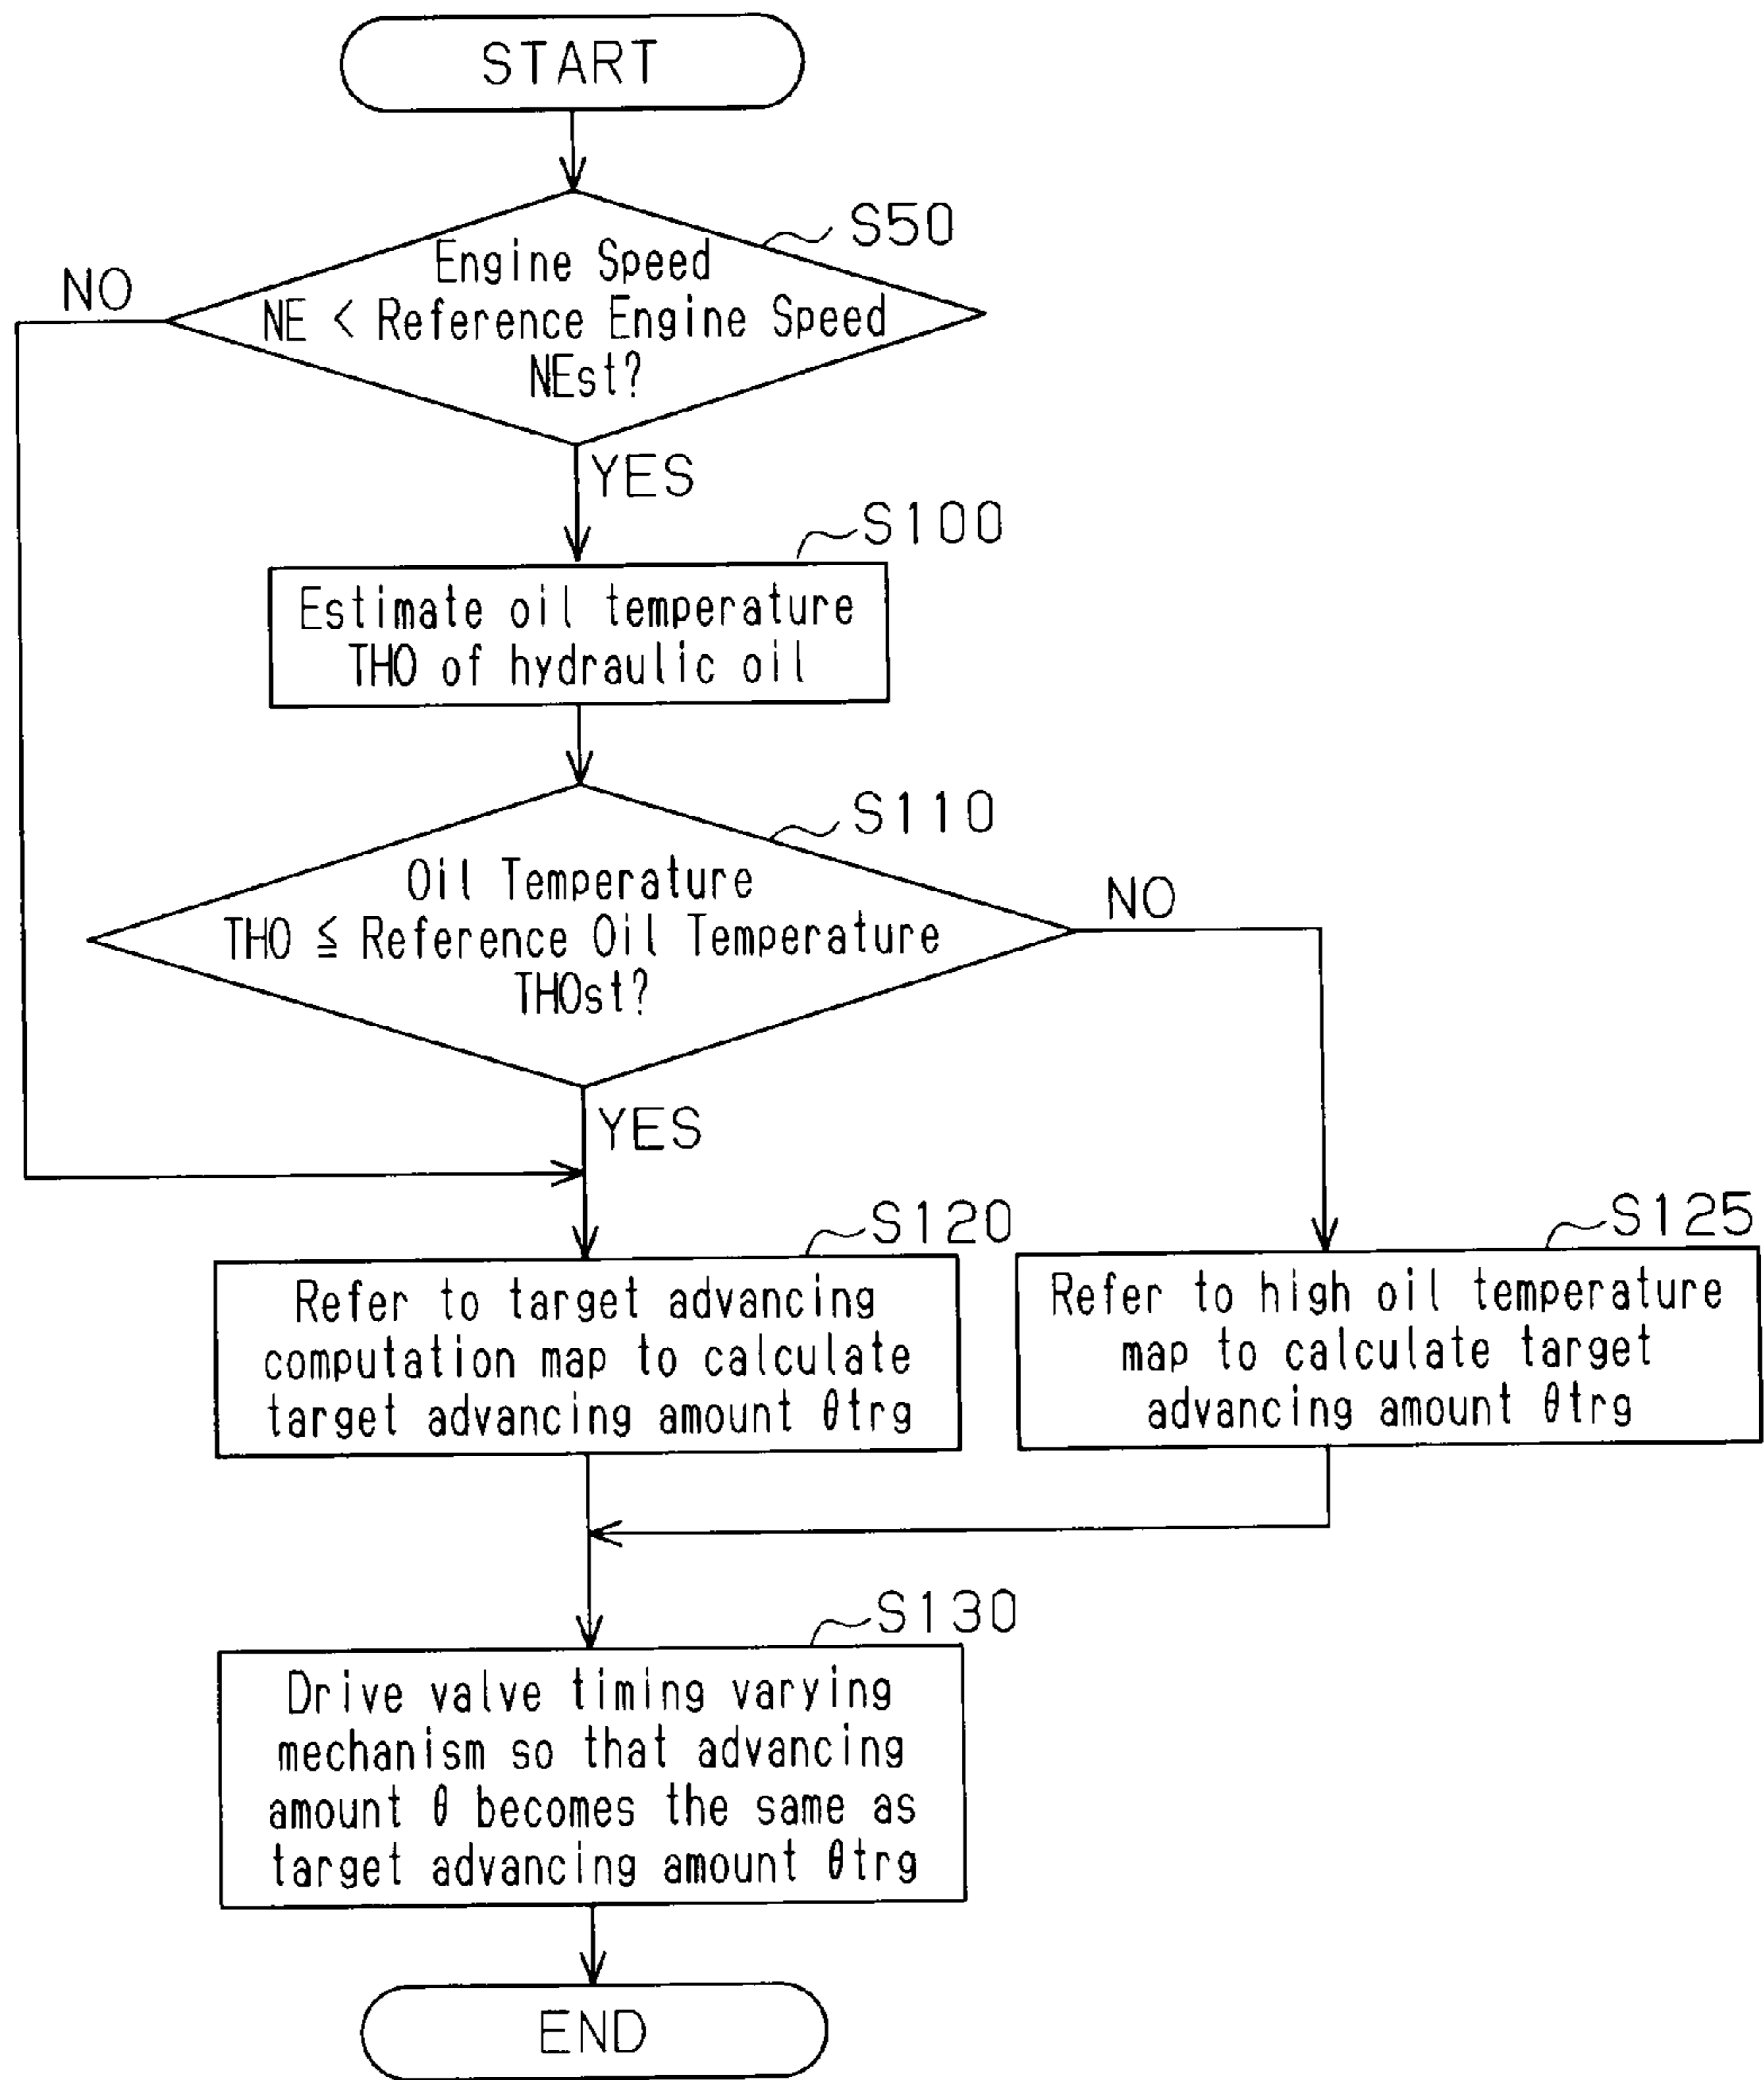 START
S50
Engine Speed
NO
NE < Reference Engine Speed
NEst?
YES
S100
Estimate oil temperature
THO of hydraulic oil
S110
Oil Temperature
NO
THO ≦ Reference Oil Temperature
THOst?
YES
S120
Refer to target advancing
computation map to calculate
target advancing amount θtrg
S125
Refer to high oil temperature
map to calculate target
advancing amount θtrg
S130
Drive valve timing varying
mechanism so that advancing
amount θ becomes the same as
target advancing amount θtrg
END